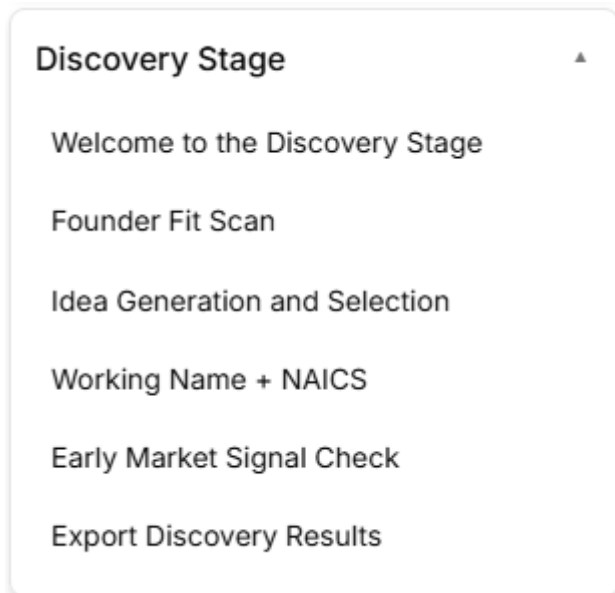 Discovery Stage
Welcome to the Discovery Stage
Founder Fit Scan
Idea Generation and Selection
Working Name + NAICS
Early Market Signal Check
Export Discovery Results